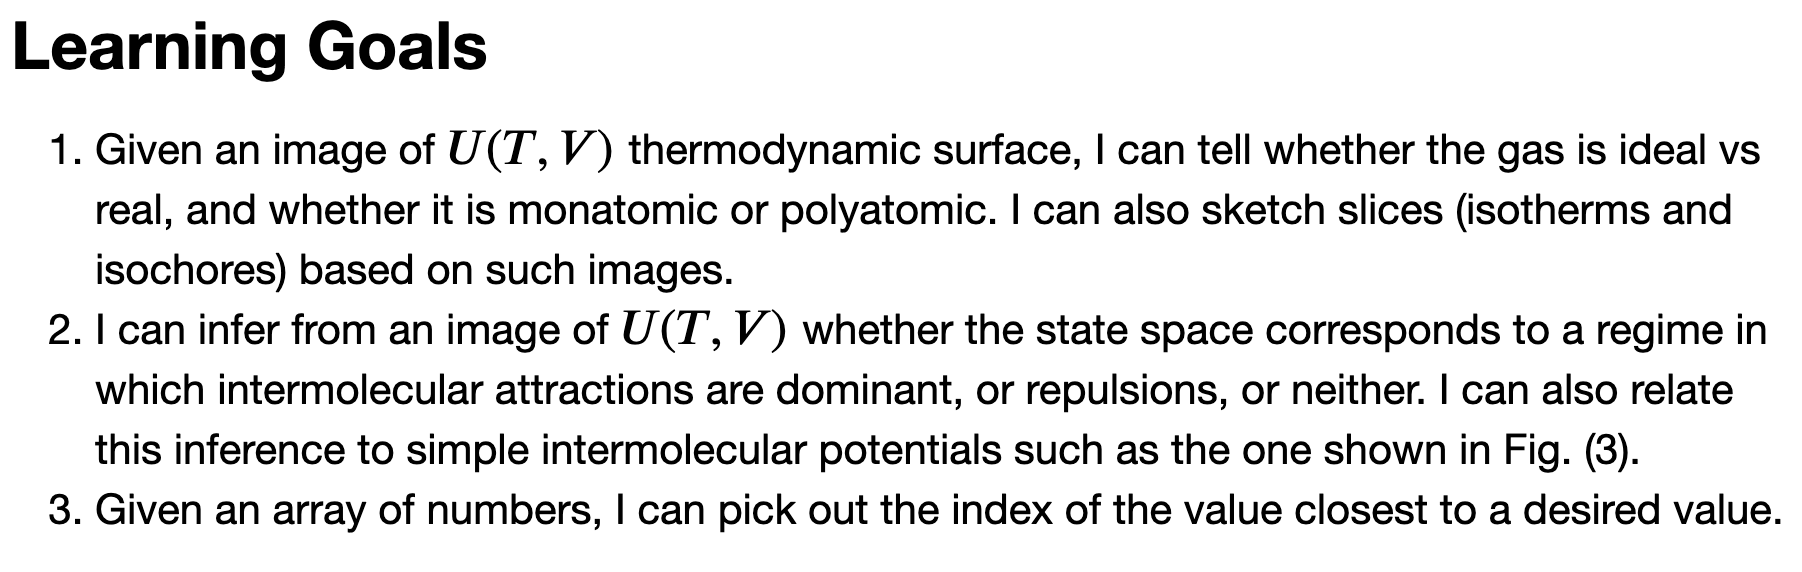 Learning Goals
1. Given an image of U(T, V) thermodynamic surface, I can tell whether the gas is ideal vs
real, and whether it is monatomic or polyatomic. I can also sketch slices (isotherms and
isochores) based on such images.
2. I can infer from an image of U(T, V) whether the state space corresponds to a regime in
which intermolecular attractions are dominant, or repulsions, or neither. I can also relate
this inference to simple intermolecular potentials such as the one shown in Fig. (3).
3. Given an array of numbers, I can pick out the index of the value closest to a desired value.